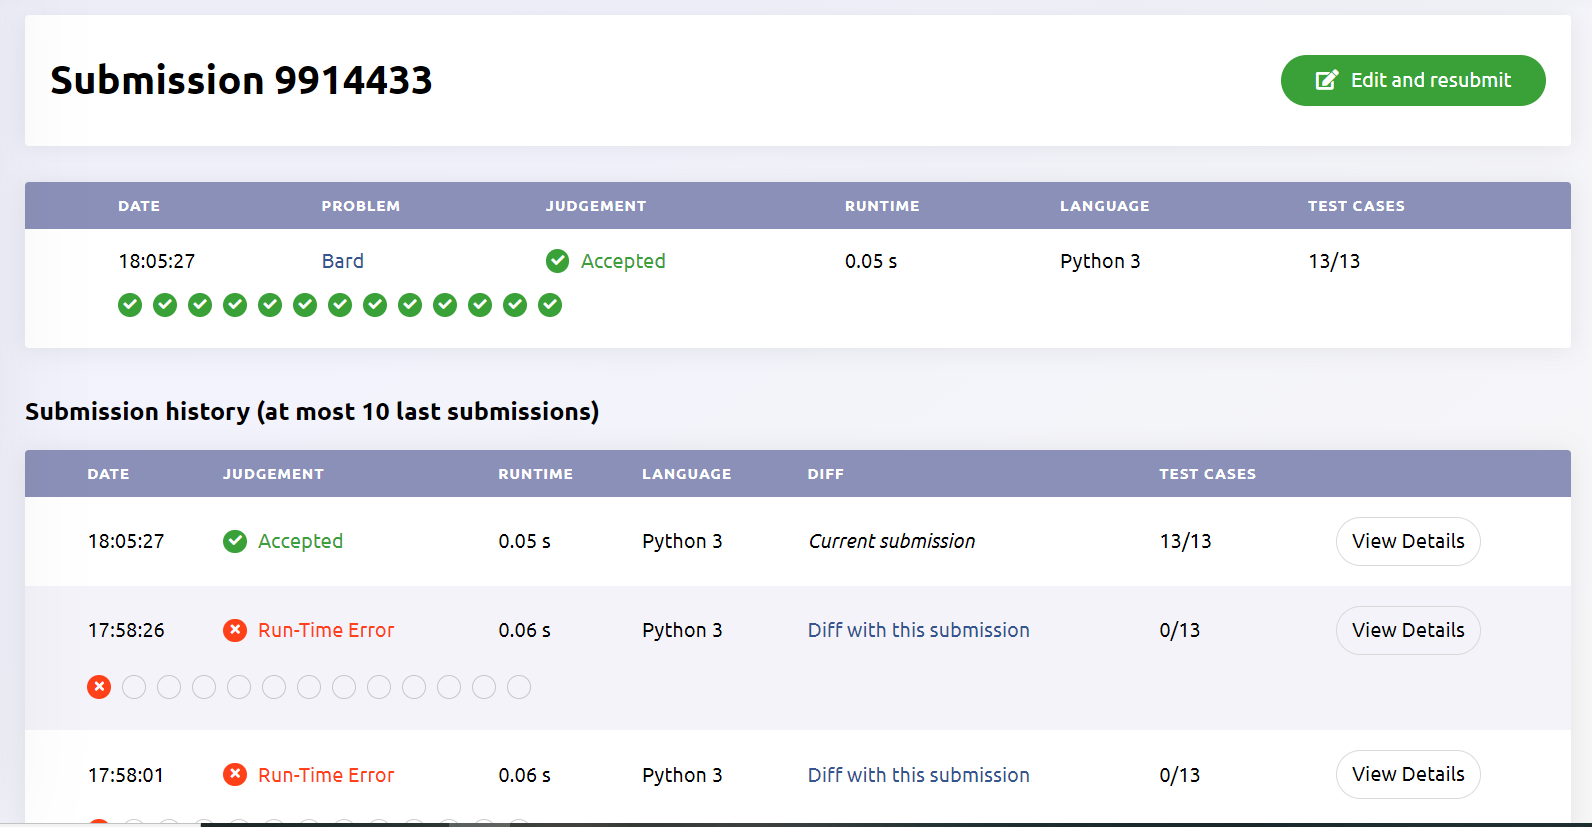 Submission 9914433
Edit and resubmit
DATE PROBLEM JUDGEMENT RUNTIME LANGUAGE TEST CASES
18:05:27 Bard Accepted 0.05 s Python 3 13/13
Submission history (at most 10 last submissions)
DATE JUDGEMENT RUNTIME LANGUAGE DIFF TEST CASES
18:05:27 Accepted 0.05 s Python 3 Current submission 13/13 View Details
17:58:26 Run-Time Error 0.06 s Python 3 Diff with this submission 0/13 View Details
17:58:01 Run-Time Error 0.06 s Python 3 Diff with this submission 0/13 View Details